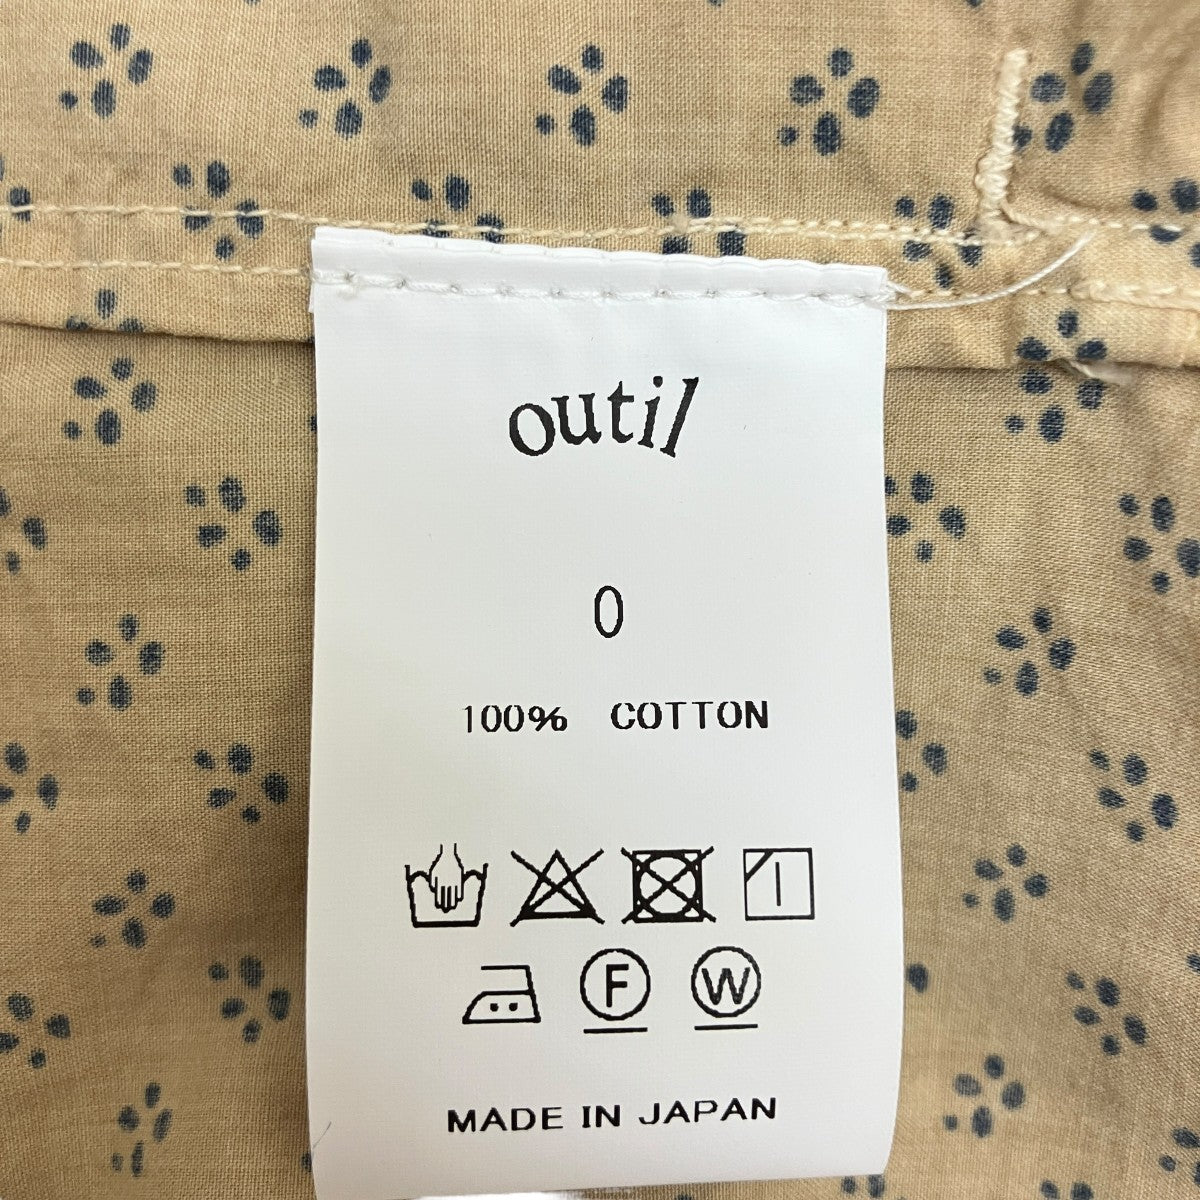 outil
0
100% COTTON
F W
MADE IN JAPAN